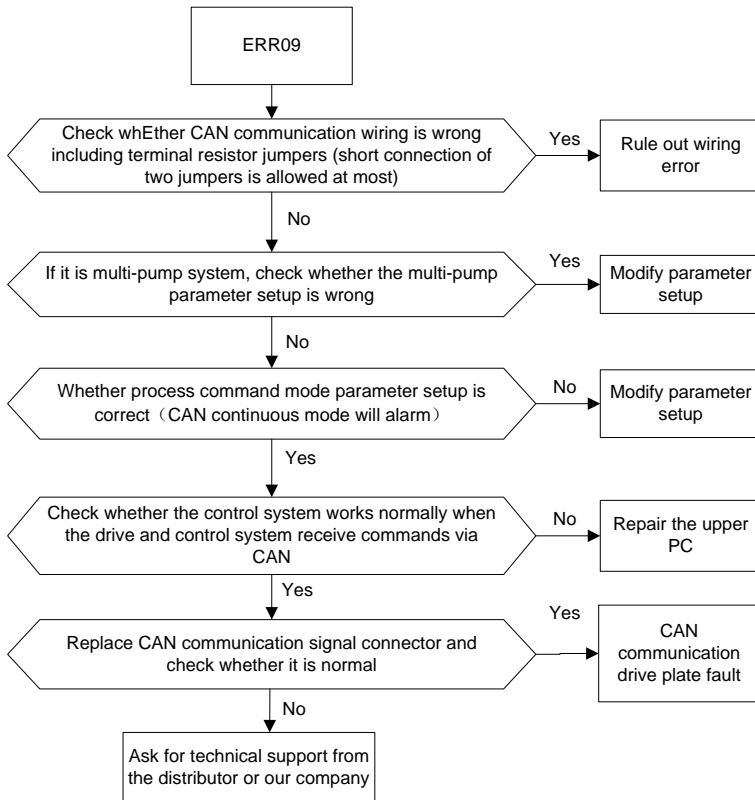 ERR09
Check whEther CAN communication wiring is wrong
including terminal resistor jumpers (short connection of
two jumpers is allowed at most)
Yes
Rule out wiring
error
No
If it is multi-pump system, check whether the multi-pump
parameter setup is wrong
Yes
Modify parameter
setup
No
Whether process command mode parameter setup is
correct（CAN continuous mode will alarm）
No
Modify parameter
setup
Yes
Check whether the control system works normally when
the drive and control system receive commands via
CAN
No
Repair the upper
PC
Yes
Replace CAN communication signal connector and
check whether it is normal
Yes
CAN
communication
drive plate fault
No
Ask for technical support from
the distributor or our company